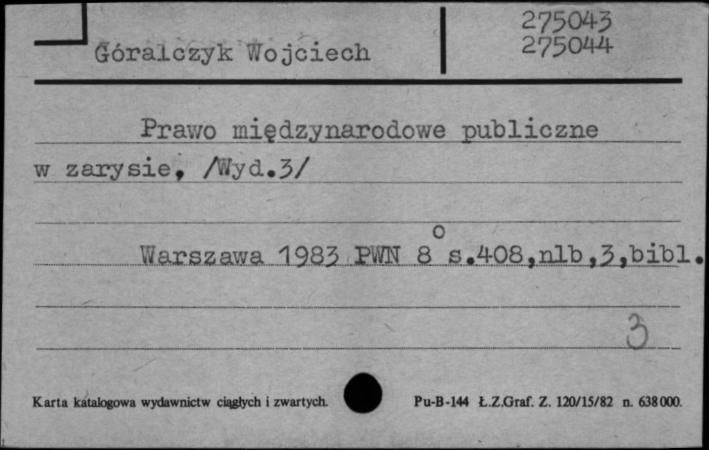 275043
Góralczyk Wojciech 275044
Prawo międzynarodowe publiczne
w zarysie, /Wyd.3/
Warszawa 1983 PWN 8° s.408,nlb,3,bibl.
3
Karta katalogowa wydawnictw ciągłych i zwartych. Pu-B-144 Ł.Z.Graf. Z. 120/15/82 n. 638000.